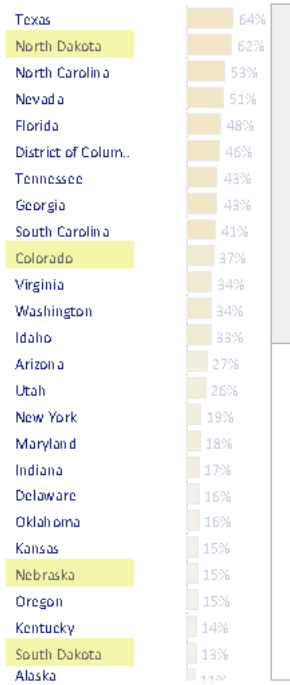 Texas 64%
North Dakota 62%
North Carolina 53%
Nevada 51%
Florida 48%
District of Colum.. 46%
Tennessee 43%
Georgia 43%
South Carolina 41%
Colorado 37%
Virginia 34%
Washington 34%
Idaho 33%
Arizona 27%
Utah 26%
New York 19%
Maryland 18%
Indiana 17%
Delaware 16%
Oklahoma 16%
Kansas 15%
Nebraska 15%
Oregon 15%
Kentucky 14%
South Dakota 13%
Alaska 11%